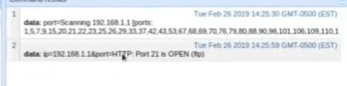 1 Tue Feb 26 2019 14:25:30 GMT-0500 (EST)
data: port=Scanning 192.168.1.1 [ports:
1,5,7,9,15,20,21,22,23,25,26,29,33,37,42,43,53,67,68,69,70,76,79,80,88,90,98,101,106,109,110,1
2 Tue Feb 26 2019 14:25:59 GMT-0500 (EST)
data: ip=192.168.1.1&port=HTTP: Port 21 is OPEN (ftp)